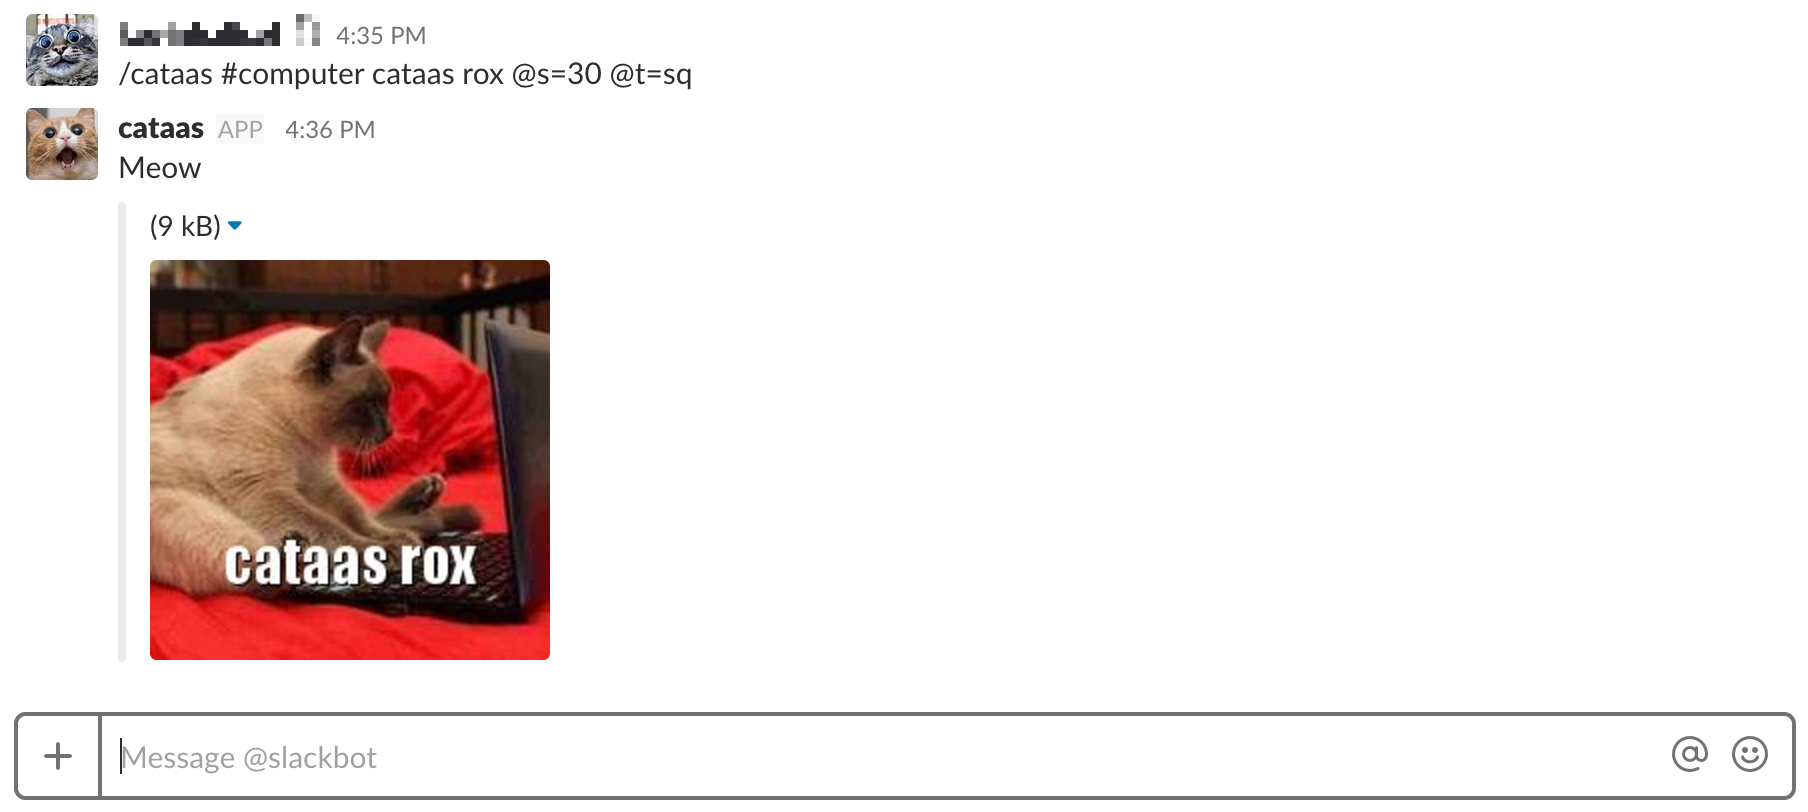 4:35 PM
/cataas #computer cataas rox @s=30 @t=sq
cataas APP 4:36 PM
Meow
(9 kB)
cataas rox
Message @slackbot